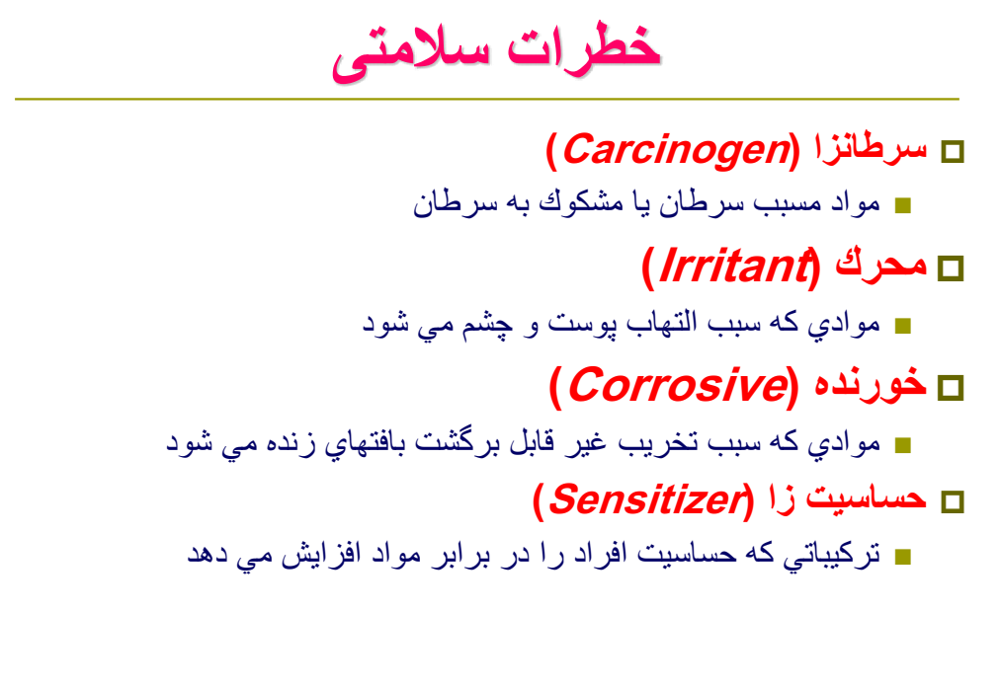 خطرات سلامتی
سرطانزا (Carcinogen)
مواد مسبب سرطان يا مشكوك به سرطان
محرك (Irritant)
موادي كه سبب التهاب پوست و چشم مي شود
خورنده (Corrosive)
موادي كه سبب تخريب غير قابل برگشت بافتهاي زنده مي شود
حساسيت زا (Sensitizer)
تركيباتي كه حساسيت افراد را در برابر مواد افزايش مي دهد